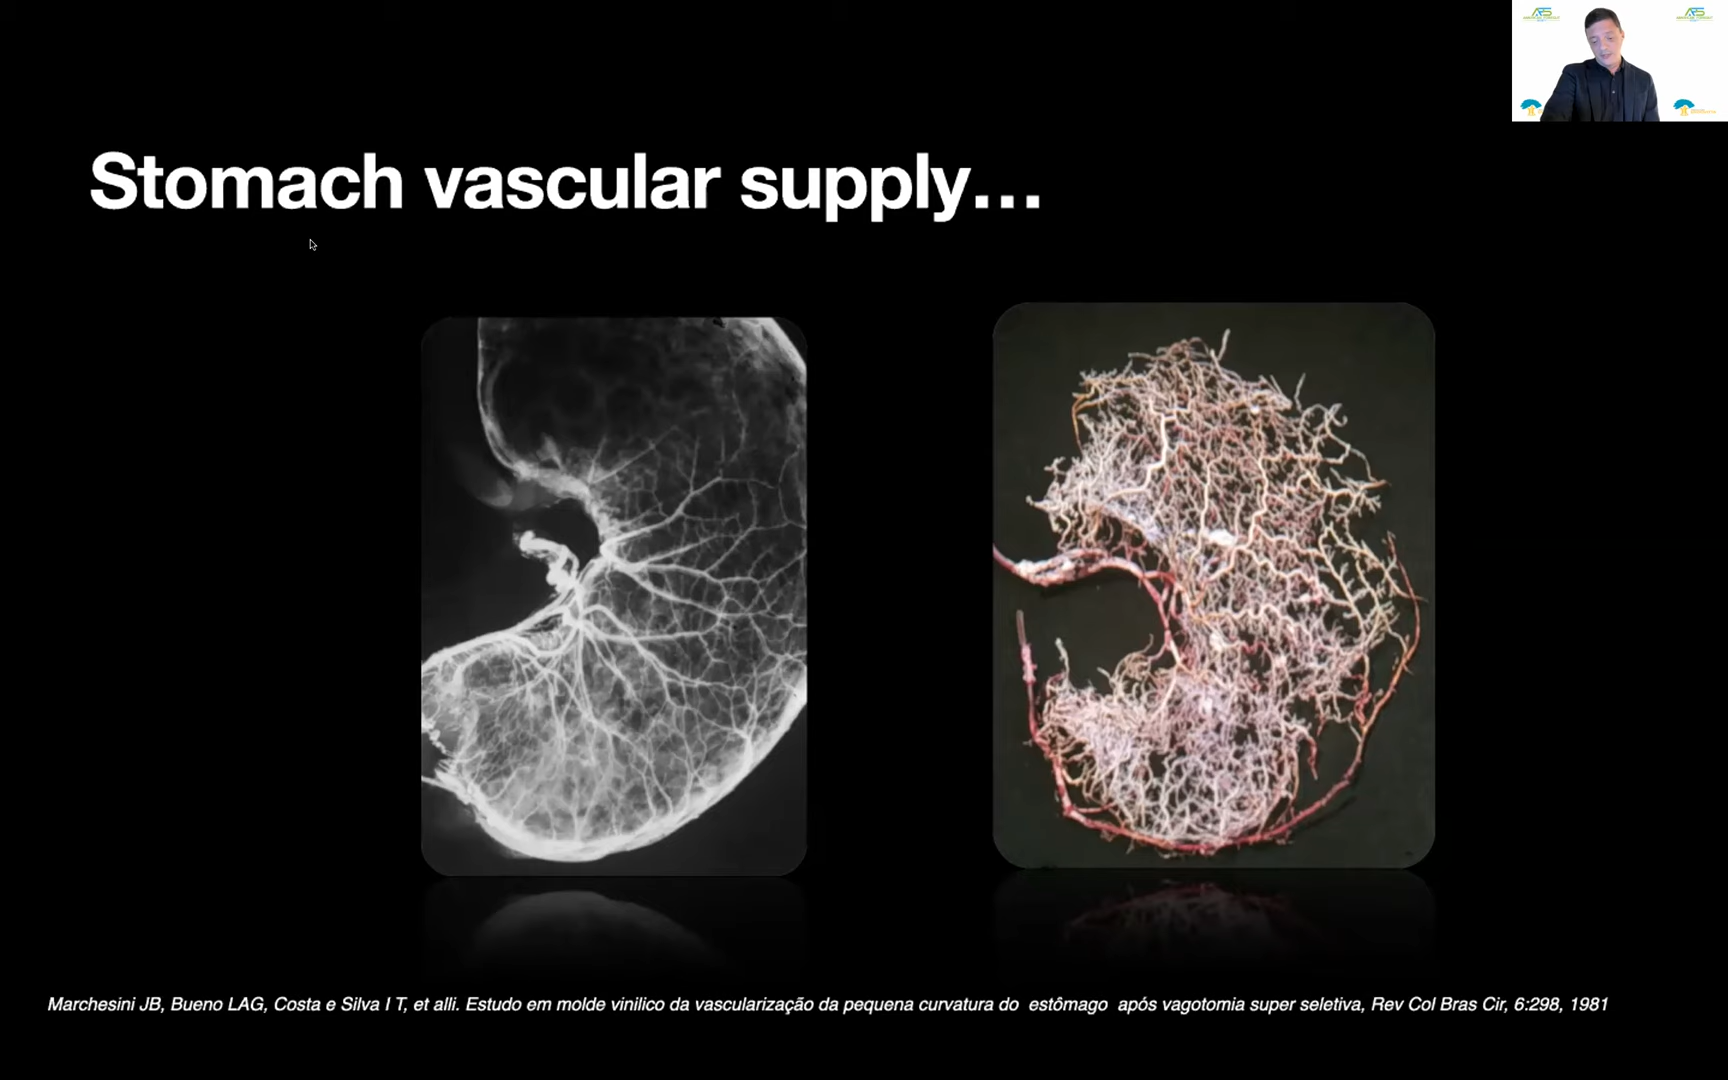 Stomach vascular supply...
Marchesini JB, Bueno LAG, Costa e Silva I T, et alli. Estudo em molde vinilico da vascularização da pequena curvatura do estômago após vagotomia super seletiva, Rev Col Bras Cir, 6:298, 1981